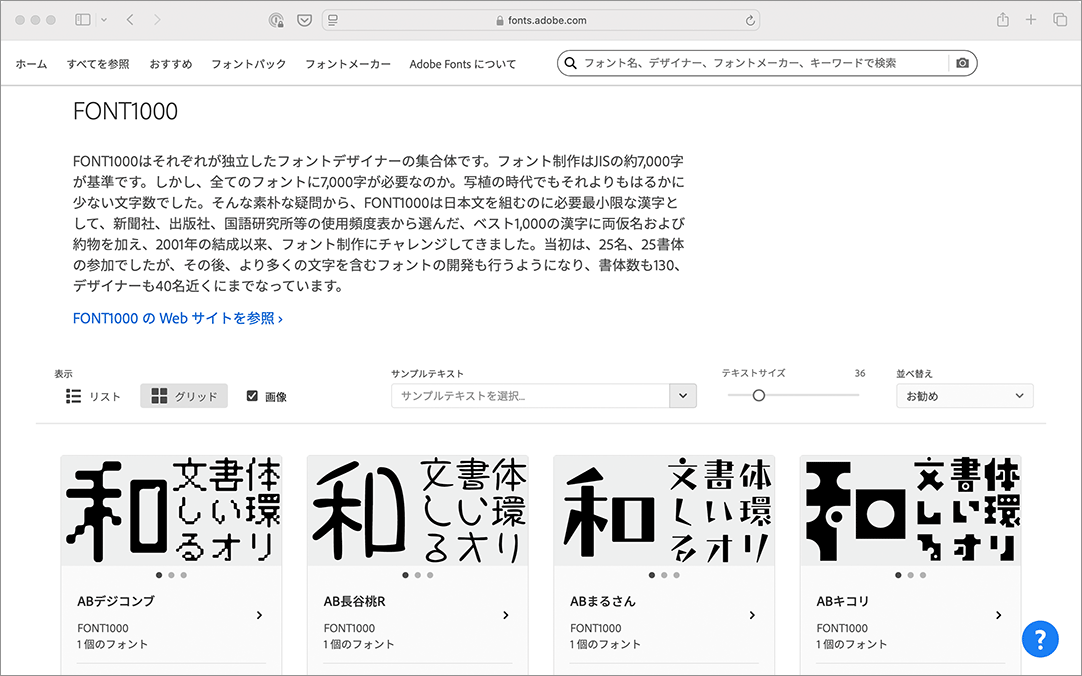 fonts.adobe.com
ホーム すべてを参照 おすすめ フォントパック フォントメーカー Adobe Fonts について フォント名、デザイナー、フォントメーカー、キーワードで検索
FONT1000
FONT1000はそれぞれが独立したフォントデザイナーの集合体です。フォント制作はJISの約7,000字
が基準です。しかし、全てのフォントに7,000字が必要なのか。写植の時代でもそれよりもはるかに
少ない文字数でした。そんな素朴な疑問から、FONT1000は日本文を組むのに必要最小限な漢字と
して、新聞社、出版社、国語研究所等の使用頻度表から選んだ、ベスト1,000の漢字に両仮名および
約物を加え、2001年の結成以来、フォント制作にチャレンジしてきました。当初は、25名、25書体
の参加でしたが、その後、より多くの文字を含むフォントの開発も行うようになり、書体数も130、
デザイナーも40名近くにまでなっています。
FONT1000 の Web サイトを参照 ›
表示 サンプルテキスト テキストサイズ 36 並べ替え
リスト グリッド 画像 サンプルテキストを選択... お勧め
和 文書体
しい環
るオリ
和 文書体
しい環
るオリ
和 文書体
しい環
るオリ
和 文書体
しい環
るオリ
ABデジコンブ
FONT1000
1 個のフォント
AB長谷桃R
FONT1000
1 個のフォント
ABまるさん
FONT1000
1 個のフォント
ABキコリ
FONT1000
1 個のフォント
?